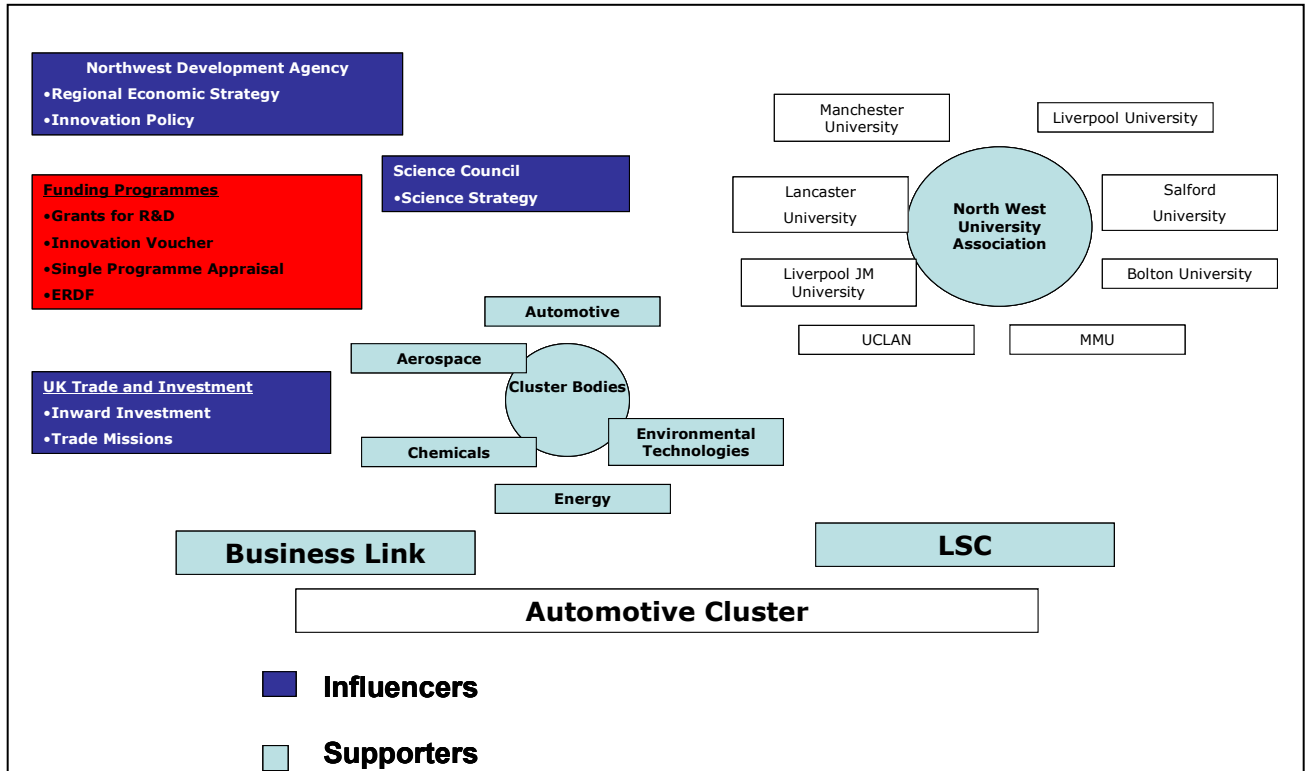 Northwest Development Agency
•Regional Economic Strategy
•Innovation Policy
Science Council
•Science Strategy
Funding Programmes
•Grants for R&D
•Innovation Voucher
•Single Programme Appraisal
•ERDF
UK Trade and Investment
•Inward Investment
•Trade Missions
Manchester
University
Liverpool University
Lancaster
University
North West
University
Association
Salford
University
Liverpool JM
University
Bolton University
UCLAN
MMU
Automotive
Aerospace
Cluster Bodies
Environmental
Technologies
Chemicals
Energy
Business Link
LSC
Automotive Cluster
Influencers
Supporters